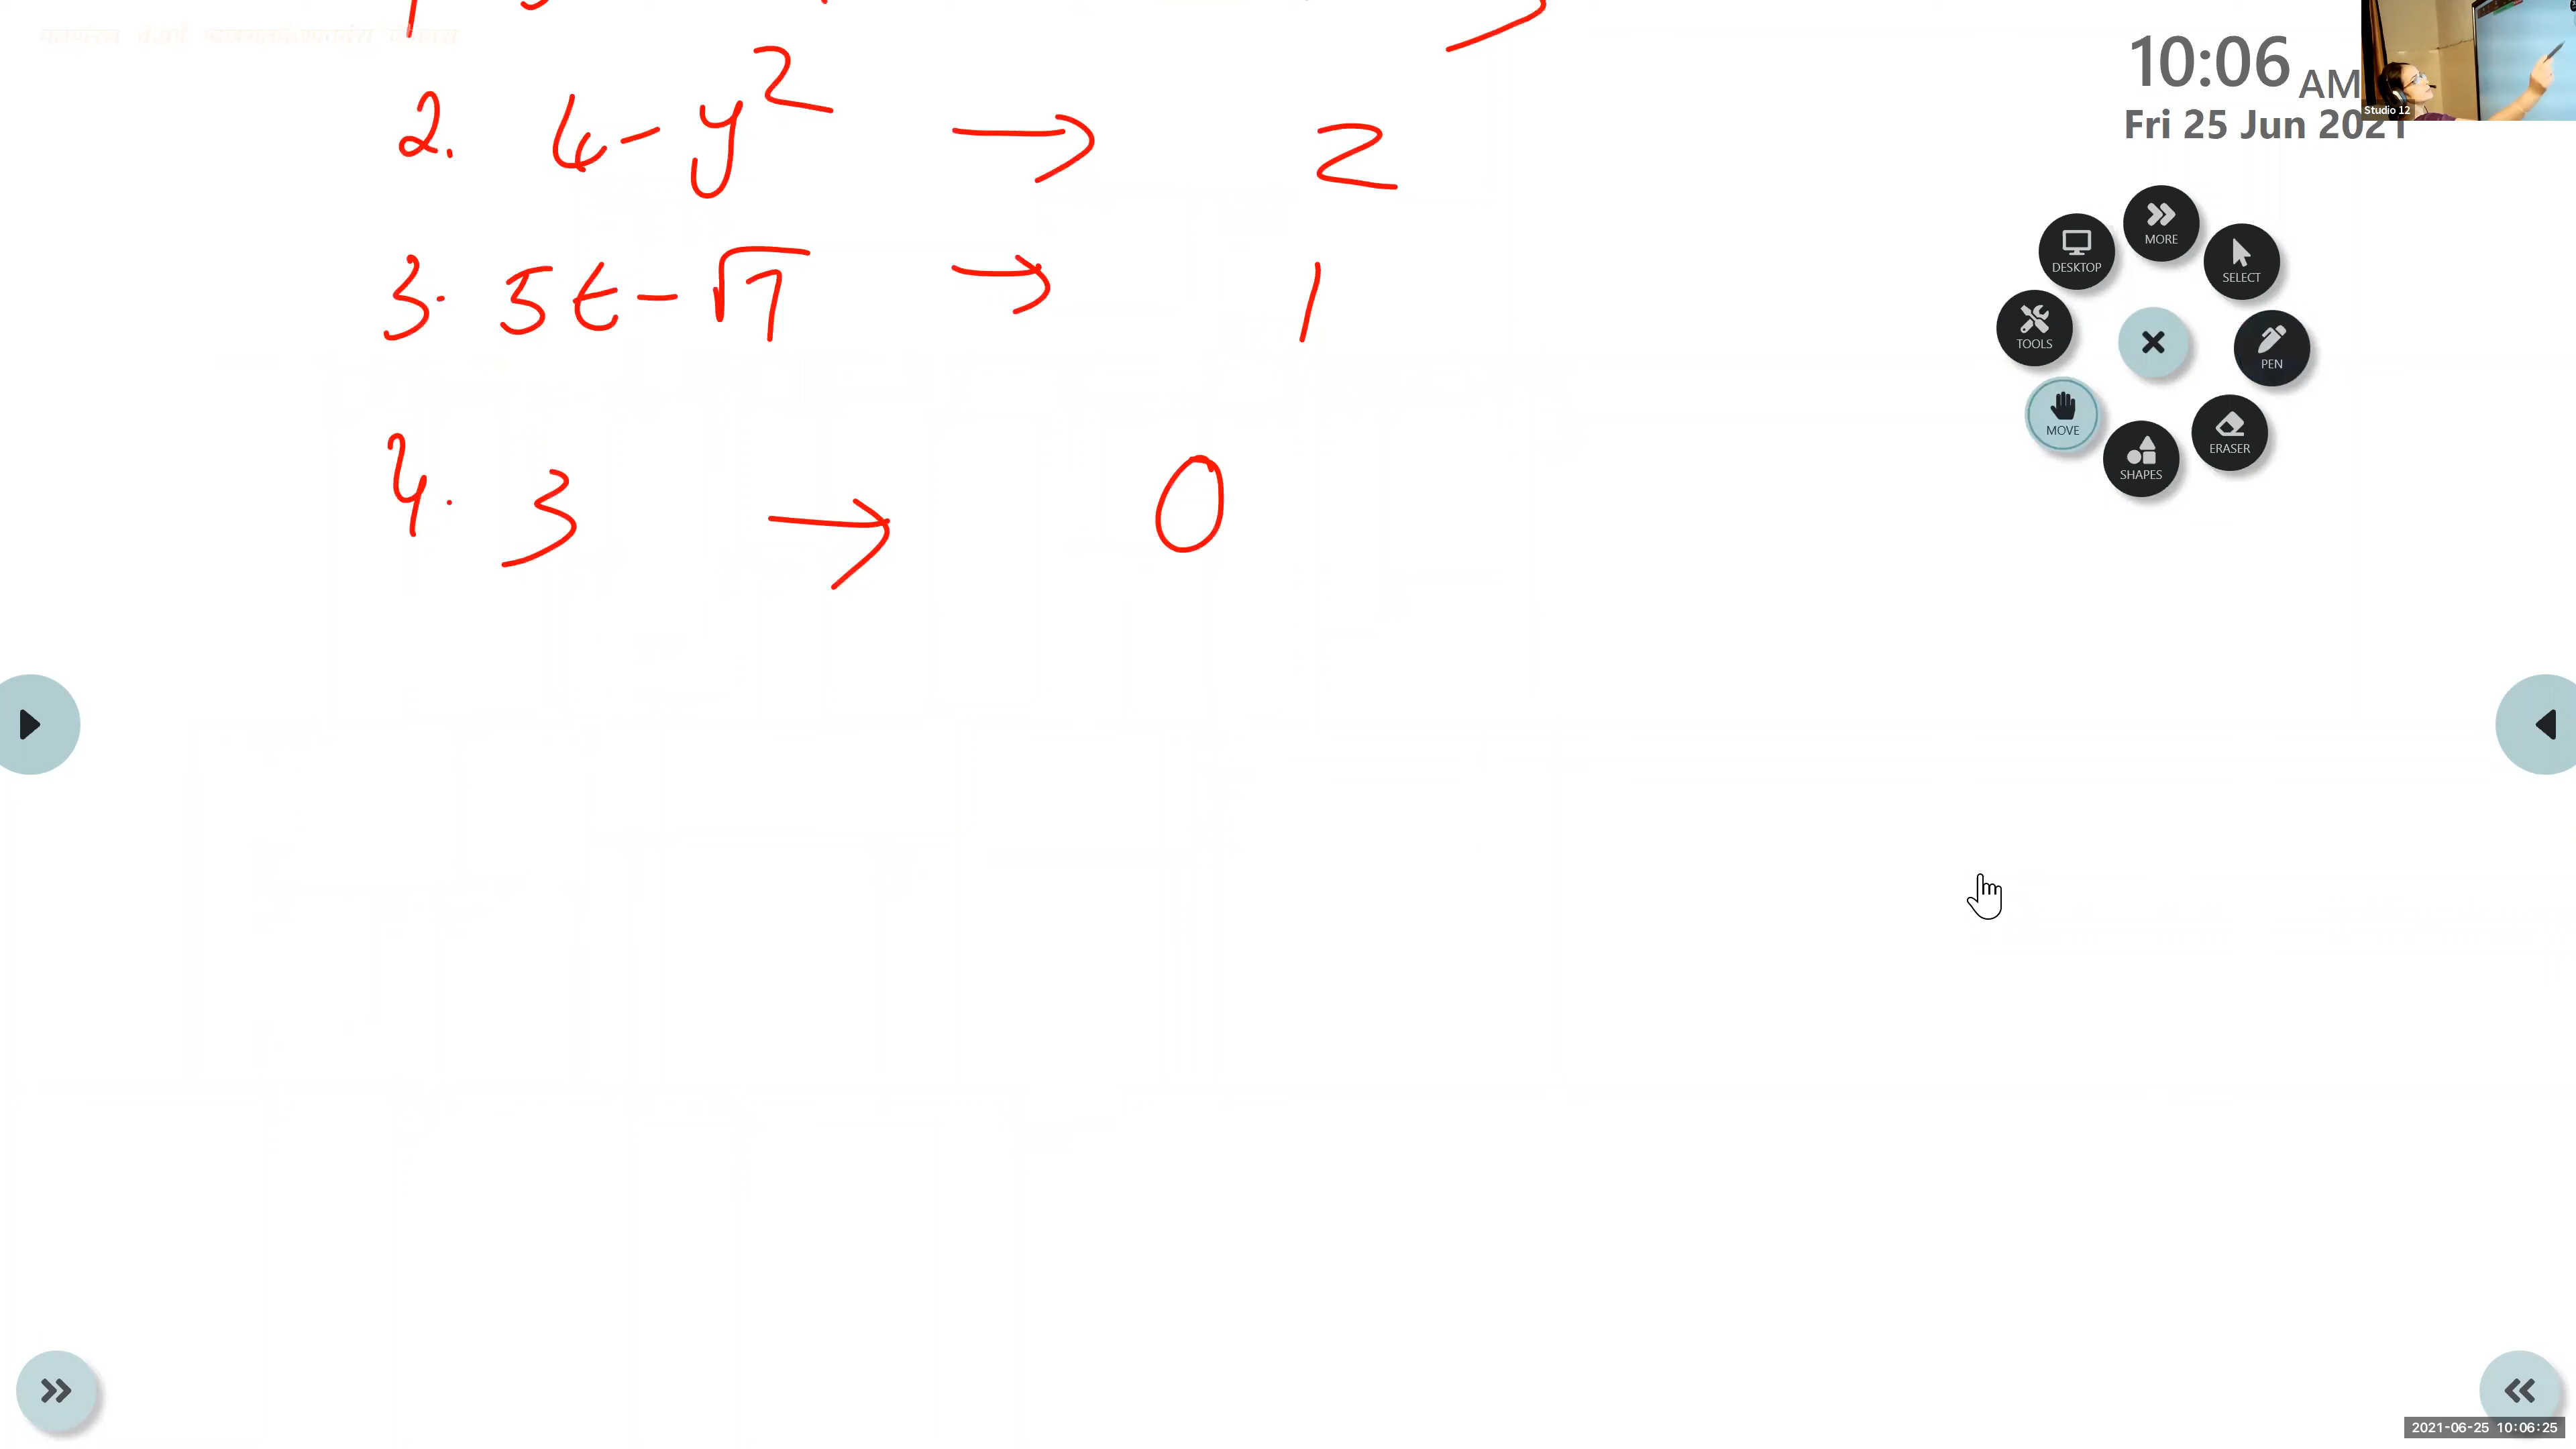 10:06 AM
Fri 25 Jun 2021
Studio 12
2. 4 - y²  → 2
3. 5t - √7 → 1
4. 3 → 0
MORE
DESKTOP
SELECT
TOOLS
PEN
MOVE
ERASER
SHAPES
2021-06-25 10:06:25